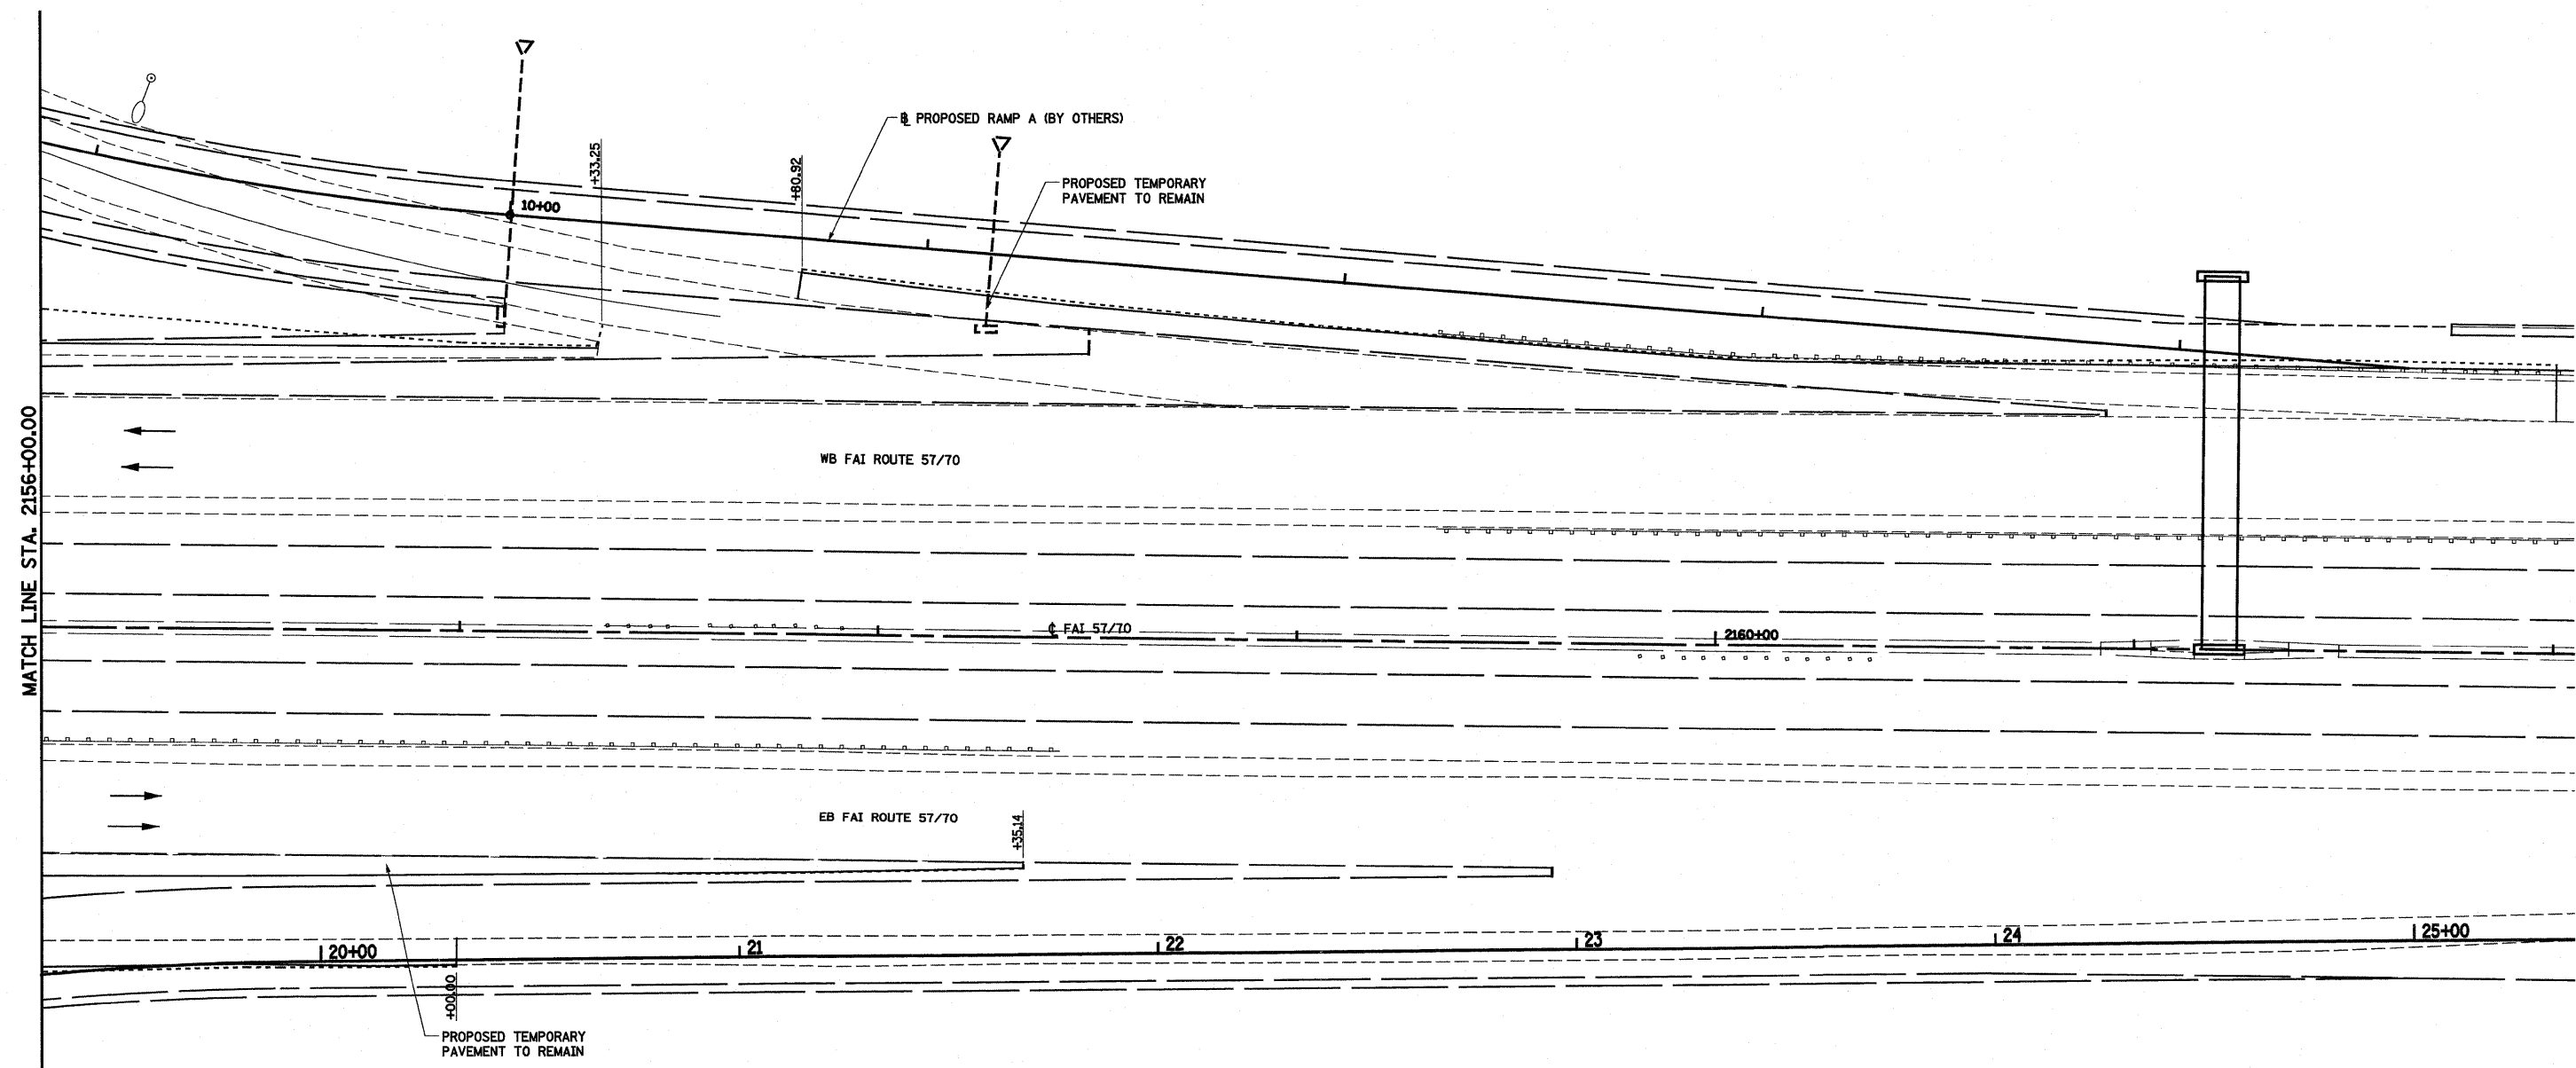 ℄ PROPOSED RAMP A (BY OTHERS)
+33.25
+80.92
PROPOSED TEMPORARY
PAVEMENT TO REMAIN
10+00
WB FAI ROUTE 57/70
MATCH LINE STA. 2156+00.00
℄ FAI 57/70
2160+00
EB FAI ROUTE 57/70
+35.14
20+00
21
22
23
24
25+00
+00.00
PROPOSED TEMPORARY
PAVEMENT TO REMAIN